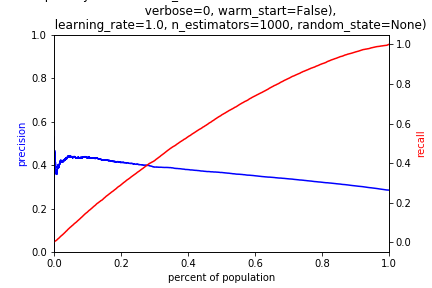 verbose=0, warm_start=False),
learning_rate=1.0, n_estimators=1000, random_state=None)
1.0
0.8
0.6
0.4
0.2
0.0
precision
1.0
0.8
0.6
0.4
0.2
0.0
recall
0.0 0.2 0.4 0.6 0.8 1.0
percent of population